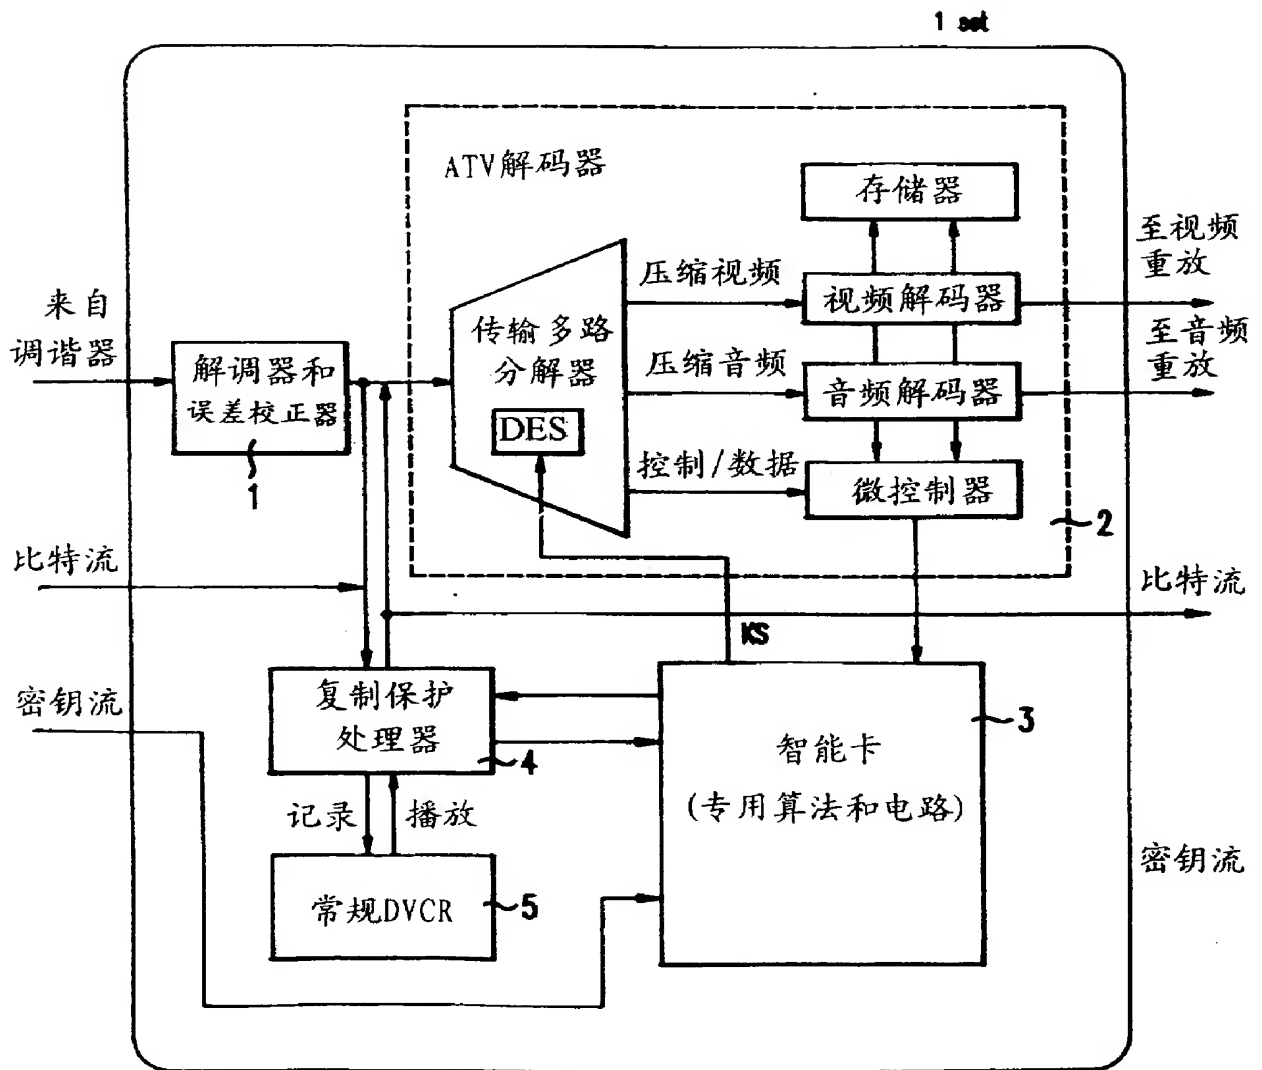 1 set
ATV解码器
存储器
至视频
重放
压缩视频
视频解码器
来自
调谐器
传输多路
分解器
至音频
重放
解调器和
误差校正器
压缩音频
音频解码器
DES
控制/数据
微控制器
1
2
比特流
比特流
KS
密钥流
复制保护
处理器
4
3
智能卡
(专用算法和电路)
记录
播放
密钥流
常规DVCR
5